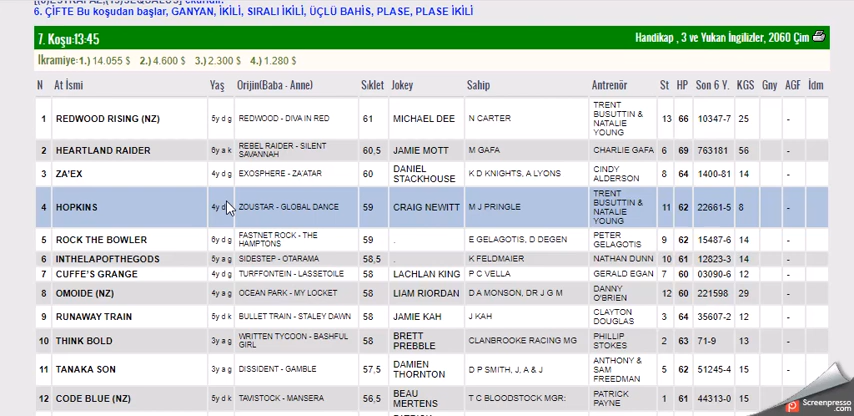 6. ÇİFTE Bu koşudan başlar, GANYAN, İKİLİ, SIRALI İKİLİ, ÜÇLÜ BAHİS, PLASE, PLASE İKİLİ
7. Koşu:13:45 Handikap , 3 ve Yukarı İngilizler, 2060 Çim
İkramiye:1.) 14.055 $ 2.) 4.600 $ 3.) 2.300 $ 4.) 1.280 $
N At İsmi Yaş Orijin(Baba - Anne) Sıklet Jokey Sahip Antrenör St HP Son 6 Y. KGS Gny AGF İdm
1 REDWOOD RISING (NZ) 5y d g REDWOOD - DIVA IN RED 61 MICHAEL DEE N CARTER TRENT BUSUTTIN & NATALIE YOUNG 13 66 10347-7 25 -
2 HEARTLAND RAIDER 6y a k REBEL RAIDER - SILENT SAVANNAH 60,5 JAMIE MOTT M GAFA CHARLIE GAFA 6 69 763181 56 -
3 ZA'EX 4y d g EXOSPHERE - ZA'ATAR 60 DANIEL STACKHOUSE K D KNIGHTS, A LYONS CINDY ALDERSON 8 64 1400-81 14 -
4 HOPKINS 4y d ZOUSTAR - GLOBAL DANCE 59 CRAIG NEWITT M J PRINGLE TRENT BUSUTTIN & NATALIE YOUNG 11 62 22661-5 8 -
5 ROCK THE BOWLER 6y d g FASTNET ROCK - THE HAMPTONS 59 . E GELAGOTIS, D DEGEN PETER GELAGOTIS 9 62 15487-6 14 -
6 INTHELAPOFTHEGODS 5y a g SIDESTEP - OTARAMA 58,5 . K FELDMAIER NATHAN DUNN 10 61 12823-3 14 -
7 CUFFE'S GRANGE 4y d g TURFFONTEIN - LASSETOILE 58 LACHLAN KING P C VELLA GERALD EGAN 7 60 03090-6 12 -
8 OMOIDE (NZ) 4y a g OCEAN PARK - MY LOCKET 58 LIAM RIORDAN D A MONSON, DR J G M DANNY O'BRIEN 12 60 221598 29 -
9 RUNAWAY TRAIN 5y d k BULLET TRAIN - STALEY DAWN 58 JAMIE KAH J KAH CLAYTON DOUGLAS 3 64 35607-2 12 -
10 THINK BOLD 3y a g WRITTEN TYCOON - BASHFUL GIRL 58 BRETT PREBBLE CLANBROOKE RACING MG PHILLIP STOKES 2 63 71-9 13 -
11 TANAKA SON 3y a g DISSIDENT - GAMBLE 57,5 DAMIEN THORNTON D P SMITH, J, A & J ANTHONY & SAM FREEDMAN 5 62 51245-4 15 -
12 CODE BLUE (NZ) 5y d k TAVISTOCK - MANSERA 58 BEAU MERTENS T C BLOODSTOCK MGR: PATRICK PAYNE 1 61 44313-0 15
Screenpresso
.com